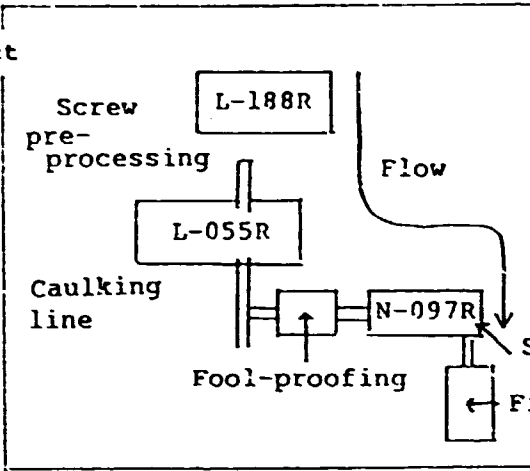 L-188R
Screw
pre-
processing
Flow
L-055R
Caulking
line
N-097R
Fool-proofing